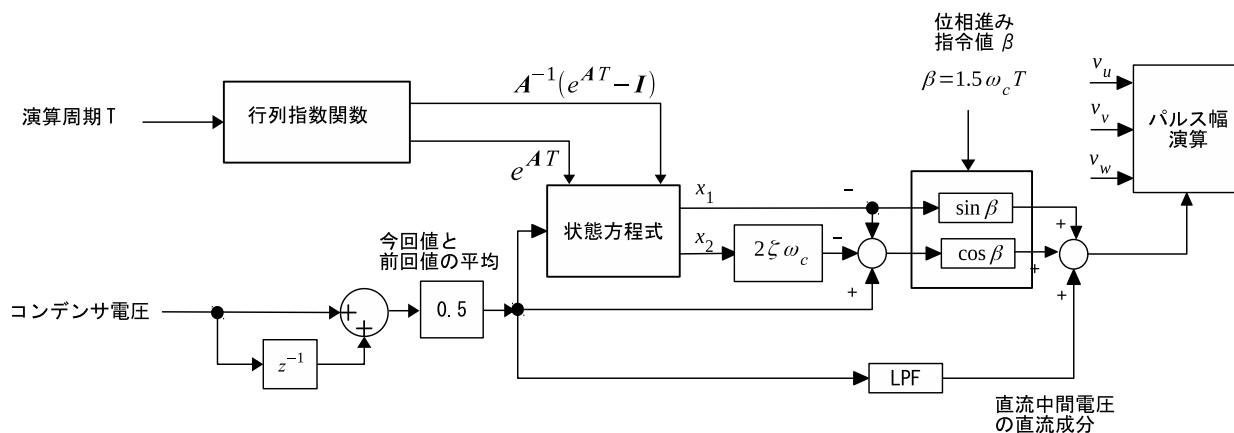 位相進み
指令値 β
β=1.5ω_c T
v_u
v_v
v_w
パルス幅
演算
演算周期T
行列指数関数
A^{-1}(e^{AT}−I)
e^{AT}
状態方程式
x_1
x_2
2ζω_c
−
−
+
sin β
cos β
+
+
+
今回値と
前回値の平均
コンデンサ電圧
+
+
0.5
z^{-1}
LPF
直流中間電圧
の直流成分